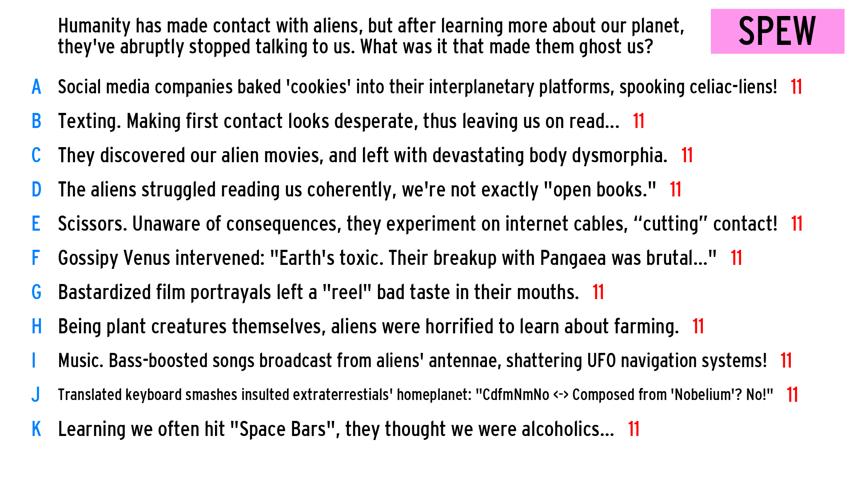 Humanity has made contact with aliens, but after learning more about our planet,
they've abruptly stopped talking to us. What was it that made them ghost us?
SPEW
A Social media companies baked 'cookies' into their interplanetary platforms, spooking celiac-liens! 11
B Texting. Making first contact looks desperate, thus leaving us on read... 11
C They discovered our alien movies, and left with devastating body dysmorphia. 11
D The aliens struggled reading us coherently, we're not exactly "open books." 11
E Scissors. Unaware of consequences, they experiment on internet cables, “cutting” contact! 11
F Gossipy Venus intervened: "Earth's toxic. Their breakup with Pangaea was brutal..." 11
G Bastardized film portrayals left a "reel" bad taste in their mouths. 11
H Being plant creatures themselves, aliens were horrified to learn about farming. 11
I Music. Bass-boosted songs broadcast from aliens' antennae, shattering UFO navigation systems! 11
J Translated keyboard smashes insulted extraterrestials' homeplanet: "CdfmNmNo <-> Composed from 'Nobelium'? No!" 11
K Learning we often hit "Space Bars", they thought we were alcoholics... 11